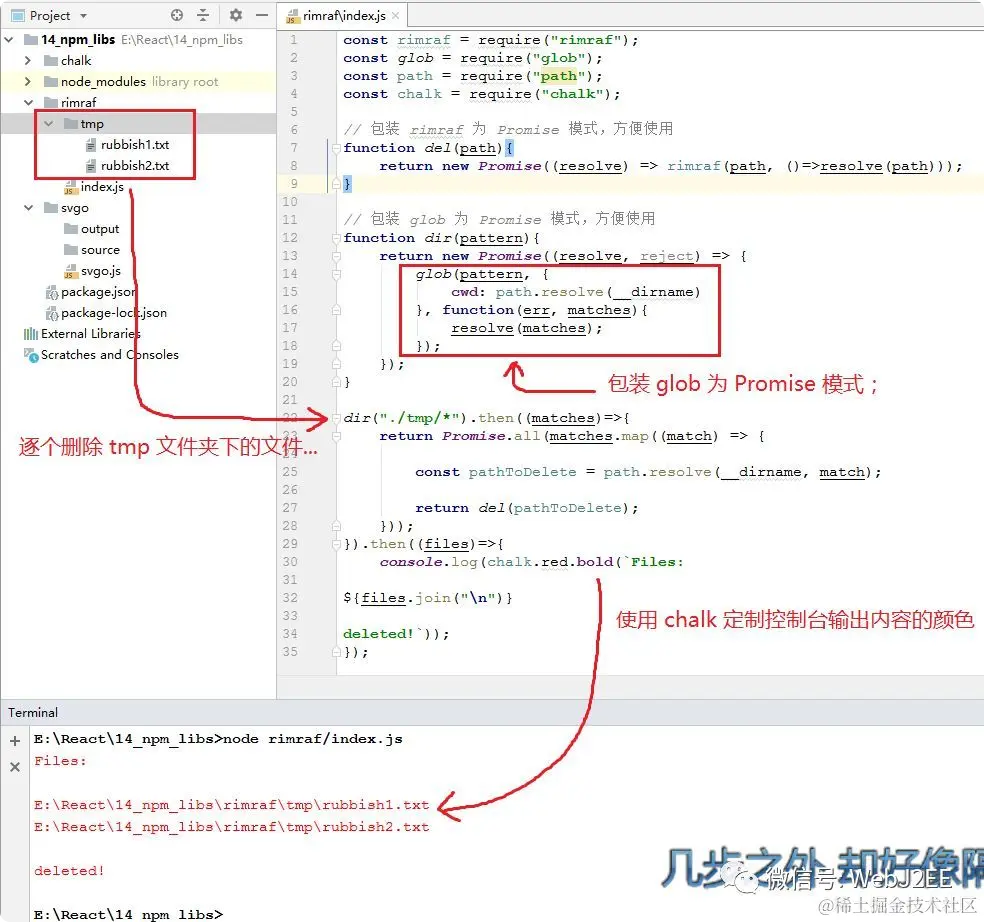 Project
rimraf\index.js
14_npm_libs E:\React\14_npm_libs
chalk
node_modules library root
rimraf
tmp
rubbish1.txt
rubbish2.txt
index.js
svgo
output
source
svgo.js
package.json
package-lock.json
External Libraries
Scratches and Consoles
1 const rimraf = require("rimraf");
2 const glob = require("glob");
3 const path = require("path");
4 const chalk = require("chalk");
5
6 // 包装 rimraf 为 Promise 模式，方便使用
7 function del(path){
8 return new Promise((resolve) => rimraf(path, ()=>resolve(path)));
9 }
10
11 // 包装 glob 为 Promise 模式，方便使用
12 function dir(pattern){
13 return new Promise((resolve, reject) => {
14 glob(pattern, {
15 cwd: path.resolve(__dirname)
16 }, function(err, matches){
17 resolve(matches);
18 });
19 });
20 }
21
22 dir("./tmp/*").then((matches)=>{
23 return Promise.all(matches.map((match) => {
24
25 const pathToDelete = path.resolve(__dirname, match);
26
27 return del(pathToDelete);
28 }));
29 }).then((files)=>{
30 console.log(chalk.red.bold(`Files:
31
32 ${files.join("\n")}
33
34 deleted!`));
35 });
包装 glob 为 Promise 模式；
逐个删除 tmp 文件夹下的文件...
使用 chalk 定制控制台输出内容的颜色
Terminal
E:\React\14_npm_libs>node rimraf/index.js
Files:
E:\React\14_npm_libs\rimraf\tmp\rubbish1.txt
E:\React\14_npm_libs\rimraf\tmp\rubbish2.txt
deleted!
E:\React\14_npm_libs>
几步之外 却好像隔
微信号: WebJ2EE
@稀土掘金技术社区